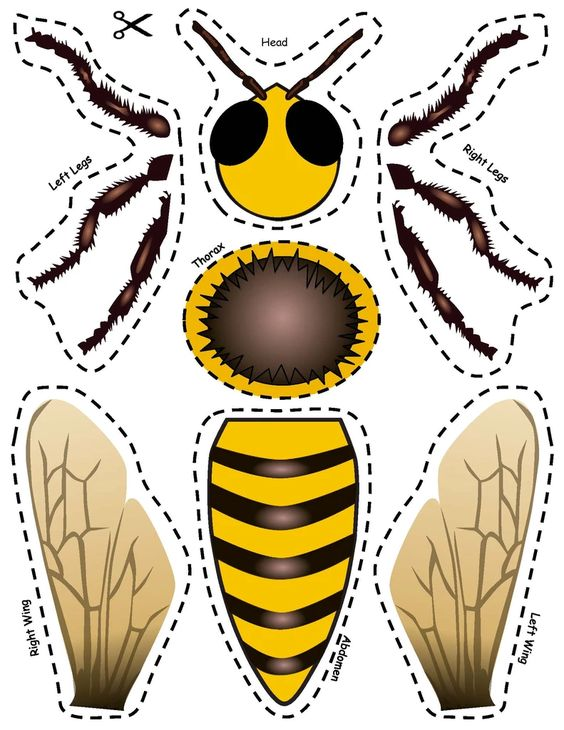 Head
Left Legs
Right Legs
Thorax
Right Wing
Abdomen
Left Wing